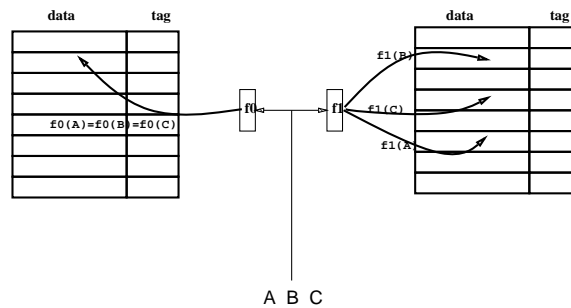 data tag
data tag
f1(B)
f0 f1
f1(C)
f0(A)=f0(B)=f0(C)
f1(A)
A B C